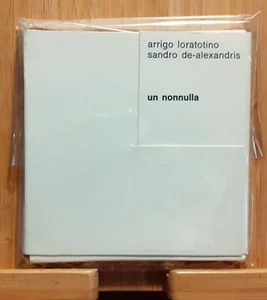 arrigo loratotino
sandro de-alexandris
un nonnulla